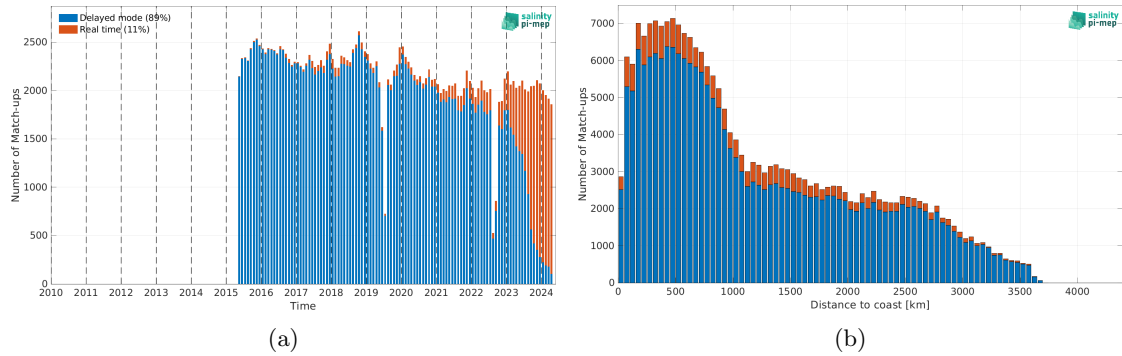 Delayed mode (89%)
Real time (11%)
salinity
pi-mep
2500
2000
1500
1000
500
0
Number of Match-ups
2010 2011 2012 2013 2014 2015 2016 2017 2018 2019 2020 2021 2022 2023 2024
Time
(a)
salinity
pi-mep
7000
6000
5000
4000
3000
2000
1000
0
Number of Match-ups
0 500 1000 1500 2000 2500 3000 3500 4000
Distance to coast [km]
(b)